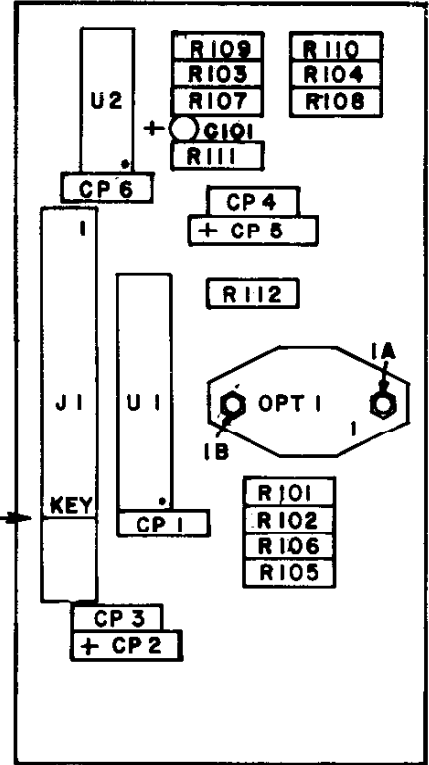 R109 R110
R103 R104
U2 R107 R108
+ C101
R111
CP6 CP4
+ CP5
1
R112
1A
J1 U1 OPT1
1
1B
R101
KEY R102
CP1 R106
R105
CP3
+ CP2